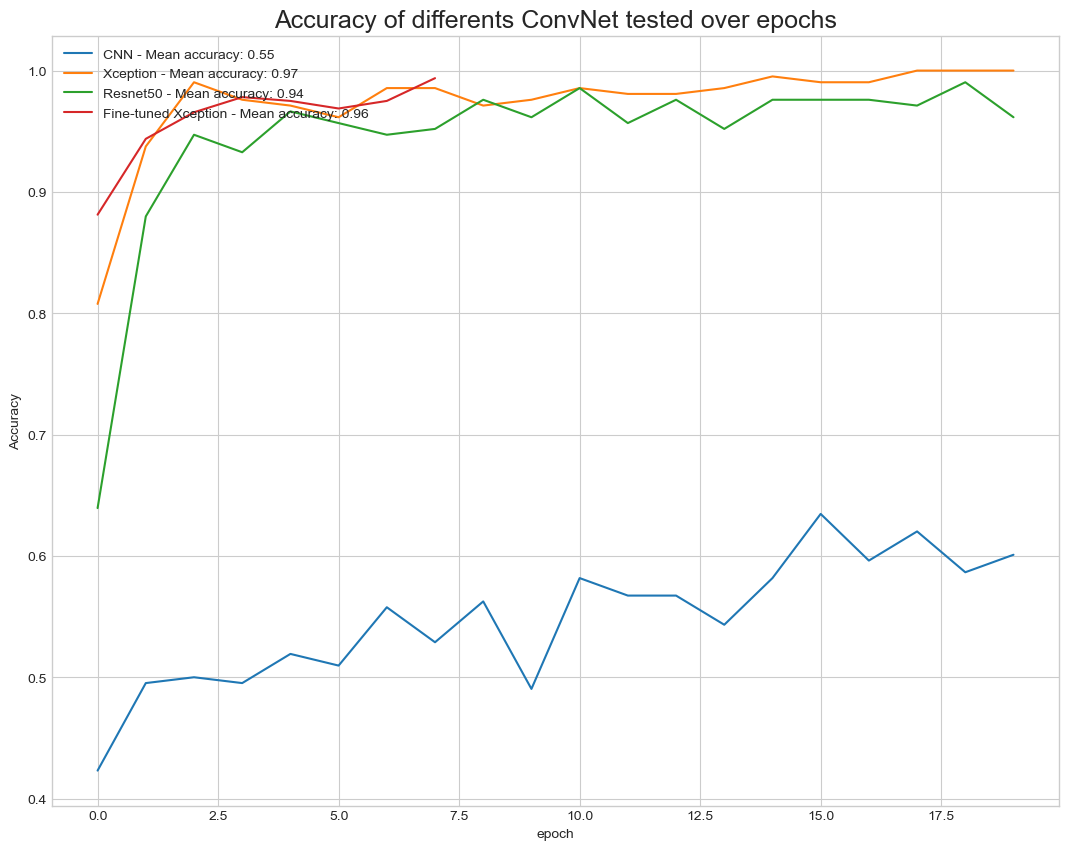 Accuracy of differents ConvNet tested over epochs
CNN - Mean accuracy: 0.55
Xception - Mean accuracy: 0.97
Resnet50 - Mean accuracy: 0.94
Fine-tuned Xception - Mean accuracy: 0.96
1.0
0.9
0.8
0.7
0.6
0.5
0.4
Accuracy
0.0 2.5 5.0 7.5 10.0 12.5 15.0 17.5
epoch